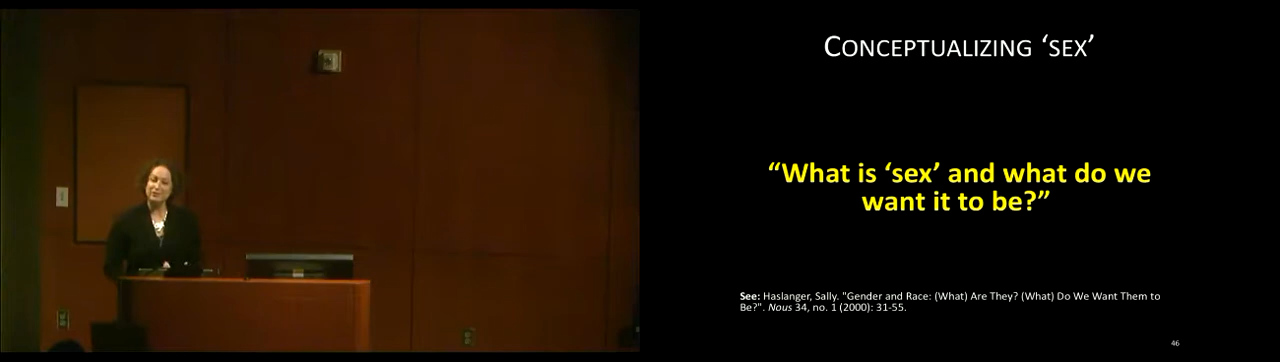 CONCEPTUALIZING ‘SEX’
“What is ‘sex’ and what do we
want it to be?”
See: Haslanger, Sally. "Gender and Race: (What) Are They? (What) Do We Want Them to
Be?". Nous 34, no. 1 (2000): 31-55.
46